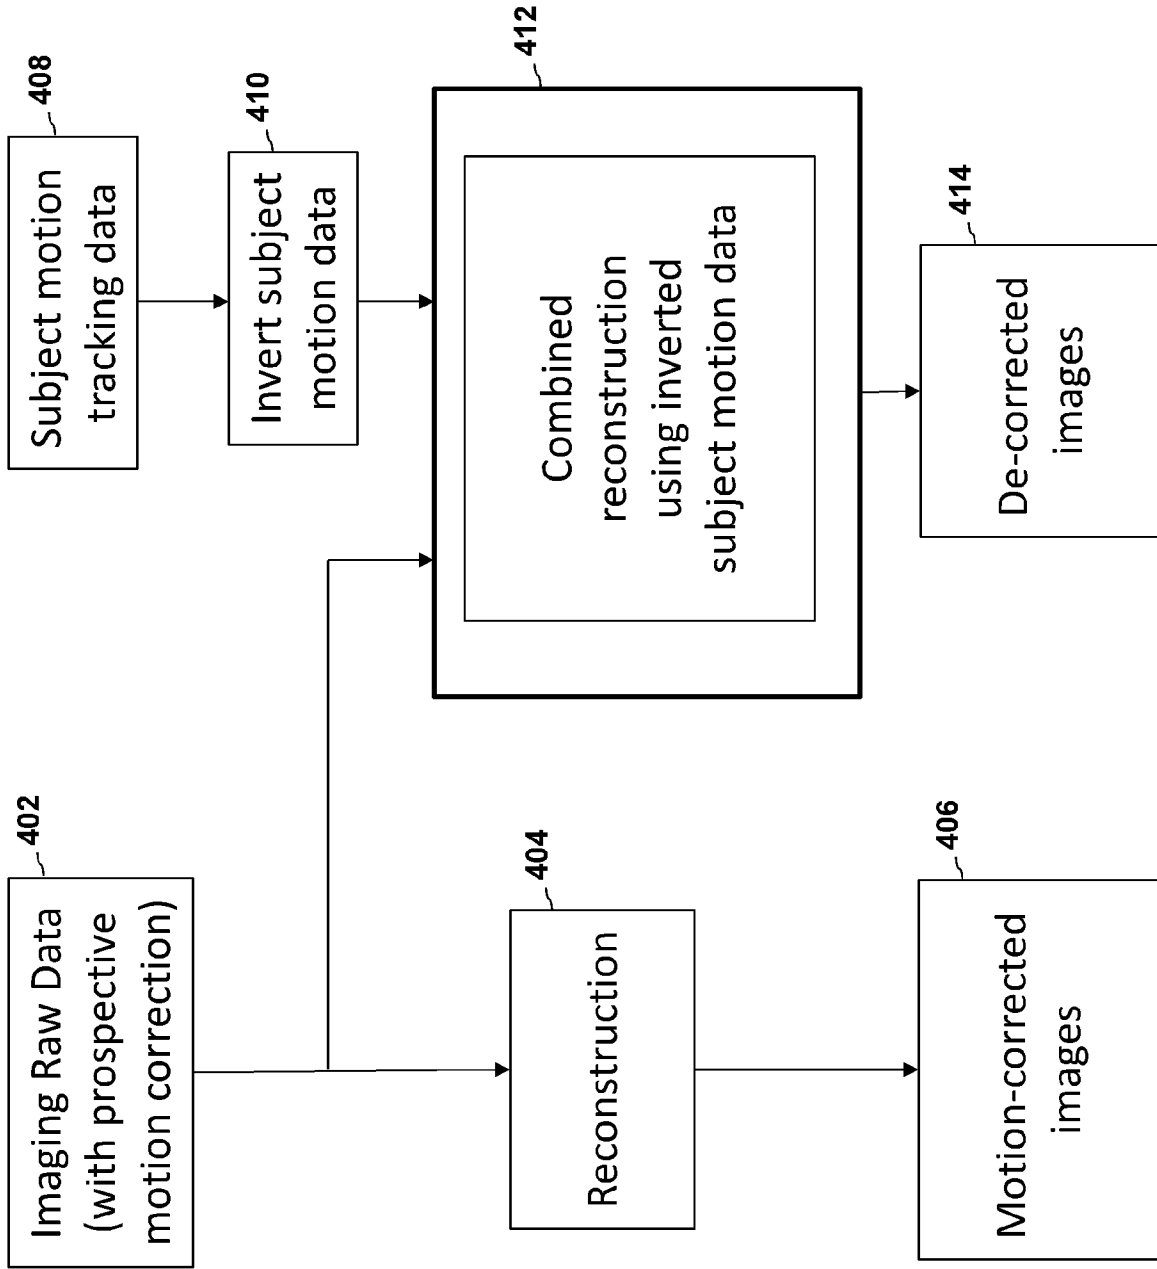 402
Imaging Raw Data
(with prospective
motion correction)
404
Reconstruction
406
Motion-corrected
images
408
Subject motion
tracking data
410
Invert subject
motion data
412
Combined
reconstruction
using inverted
subject motion data
414
De-corrected
images